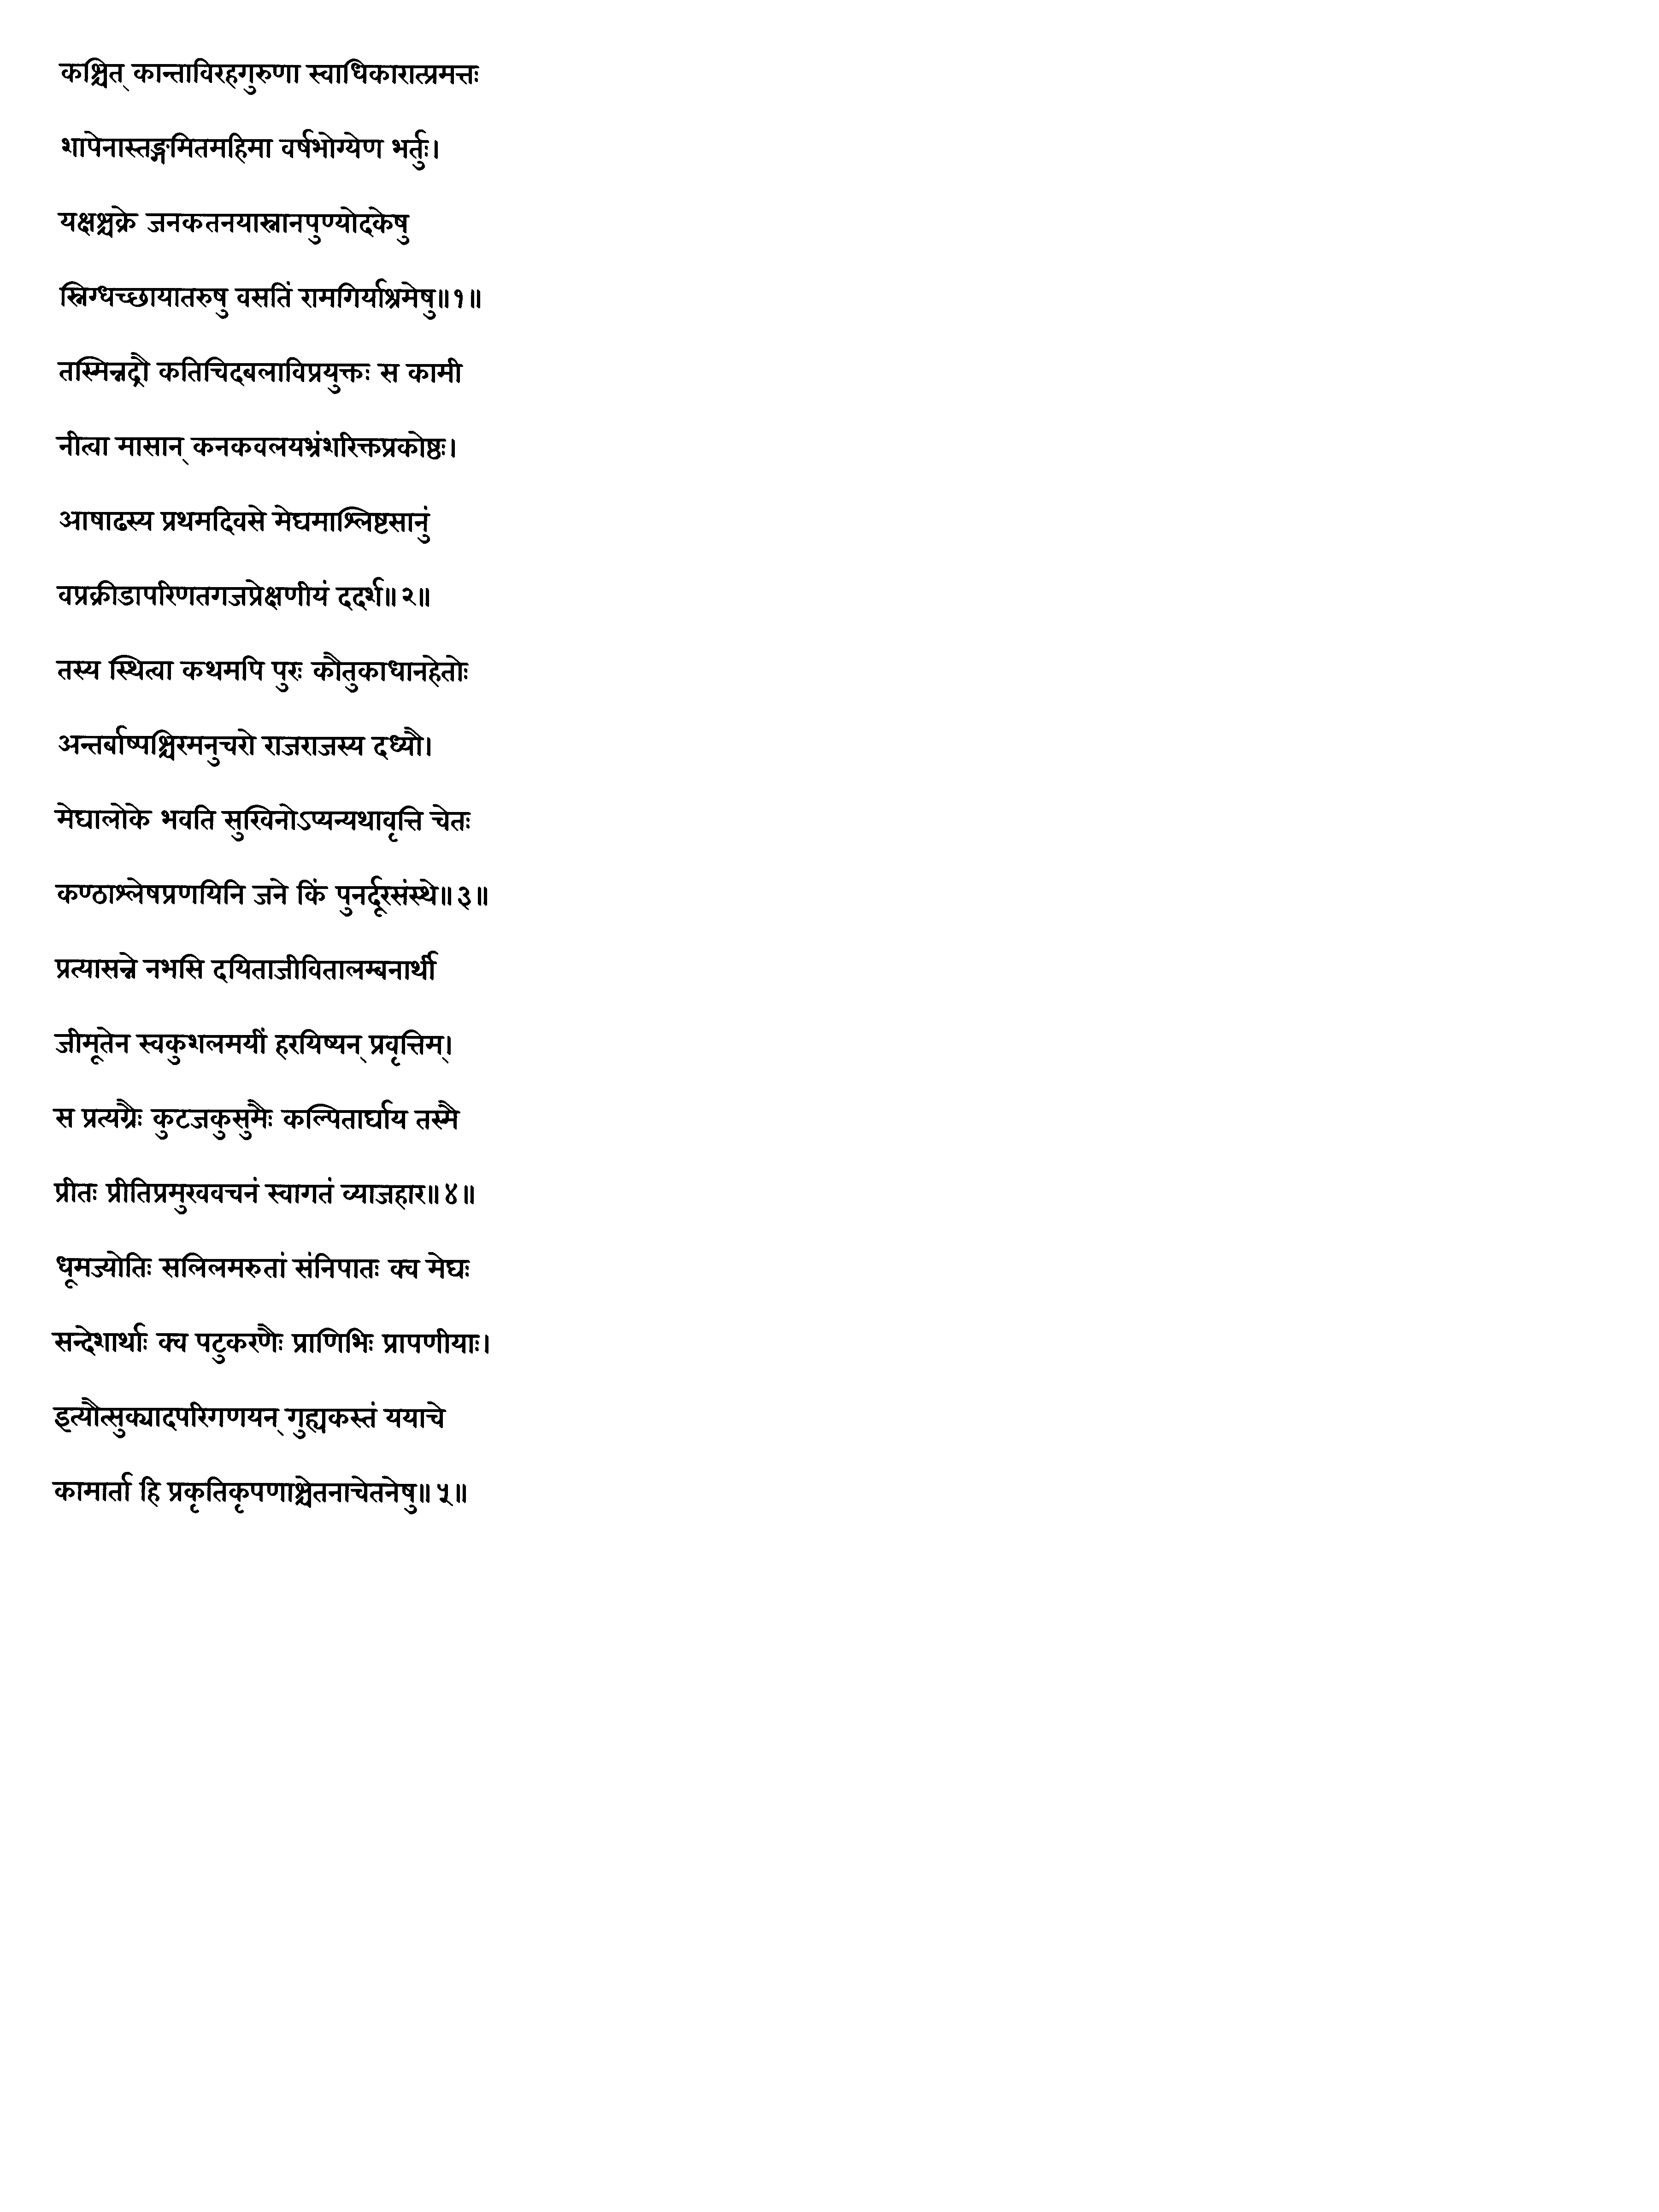 कश्चित् कान्ताविरहगुरुणा स्वाधिकारात्प्रमत्तः
शापेनास्तङ्गमितमहिमा वर्षभोग्येण भर्तुः।
यक्षश्चक्रे जनकतनयास्नानपुण्योदकेषु
स्निग्धच्छायातरुषु वसतिं रामगिर्याश्रमेषु॥१॥
तस्मिन्नद्रौ कतिचिदबलाविप्रयुक्तः स कामी
नीत्वा मासान् कनकवलयभ्रंशरिक्तप्रकोष्ठः।
आषाढस्य प्रथमदिवसे मेघमाश्लिष्टसानुं
वप्रक्रीडापरिणतगजप्रेक्षणीयं ददर्श॥२॥
तस्य स्थित्वा कथमपि पुरः कौतुकाधानहेतोः
अन्तर्बाष्पश्चिरमनुचरो राजराजस्य दध्यौ।
मेघालोके भवति सुखिनोऽप्यन्यथावृत्ति चेतः
कण्ठाश्लेषप्रणयिनि जने किं पुनर्दूरसंस्थे॥३॥
प्रत्यासन्ने नभसि दयिताजीवितालम्बनार्थी
जीमूतेन स्वकुशलमयीं हरयिष्यन् प्रवृत्तिम्।
स प्रत्यग्रैः कुटजकुसुमैः कल्पितार्घाय तस्मै
प्रीतः प्रीतिप्रमुखवचनं स्वागतं व्याजहार॥४॥
धूमज्योतिः सलिलमरुतां संनिपातः क्व मेघः
सन्देशार्थाः क्व पटुकरणैः प्राणिभिः प्रापणीयाः।
इत्यौत्सुक्यादपरिगणयन् गुह्यकस्तं ययाचे
कामार्ता हि प्रकृतिकृपणाश्चेतनाचेतनेषु॥५॥